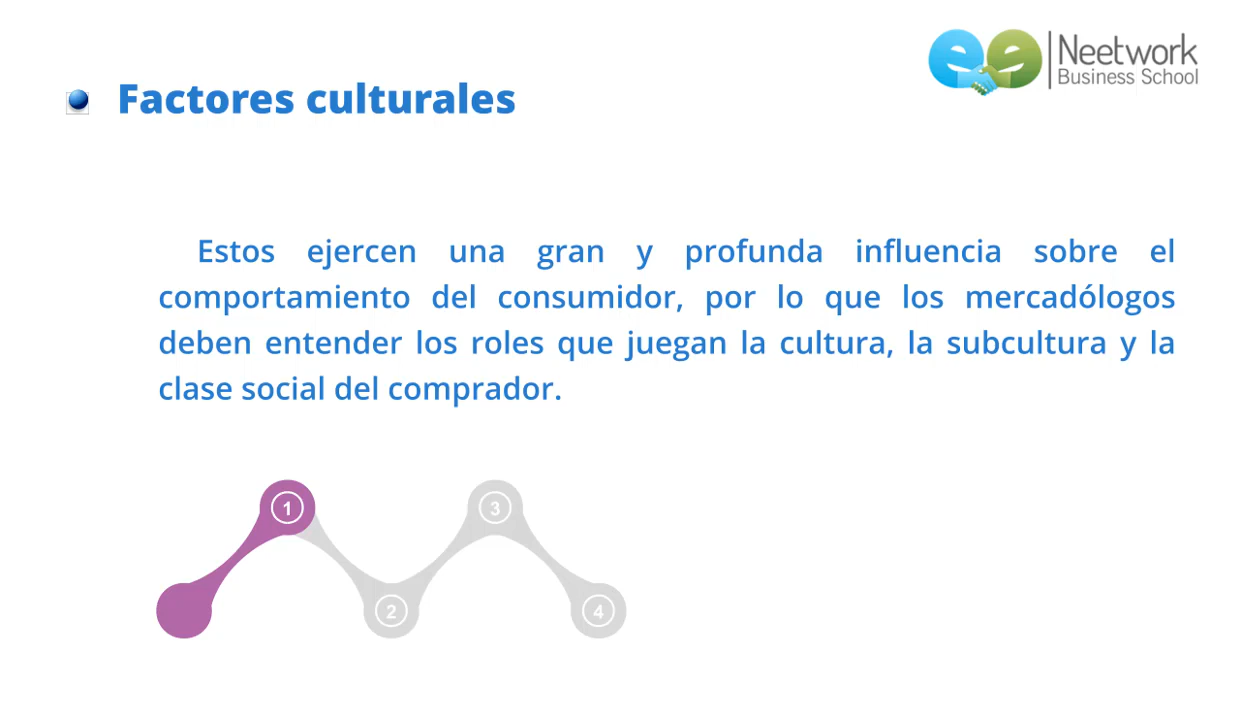 Neetwork
Business School
Factores culturales
Estos ejercen una gran y profunda influencia sobre el
comportamiento del consumidor, por lo que los mercadólogos
deben entender los roles que juegan la cultura, la subcultura y la
clase social del comprador.
1
3
2
4